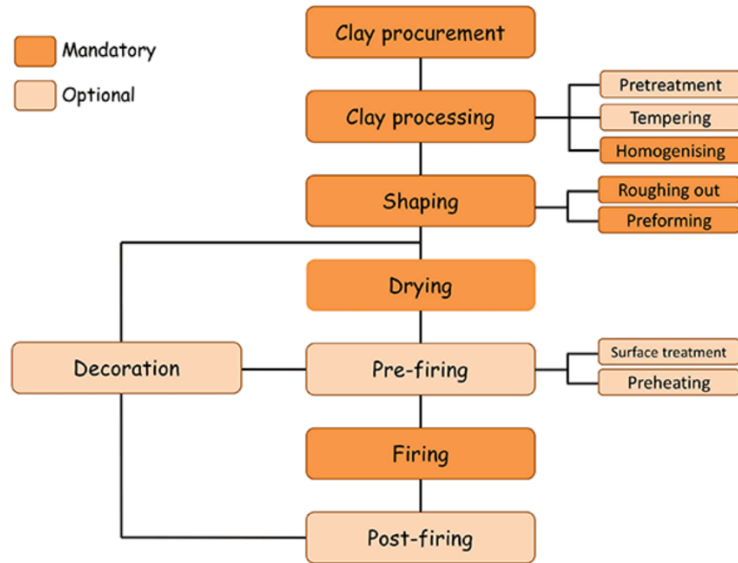 Mandatory
Optional
Clay procurement
Clay processing
Pretreatment
Tempering
Homogenising
Shaping
Roughing out
Preforming
Drying
Decoration
Pre-firing
Surface treatment
Preheating
Firing
Post-firing